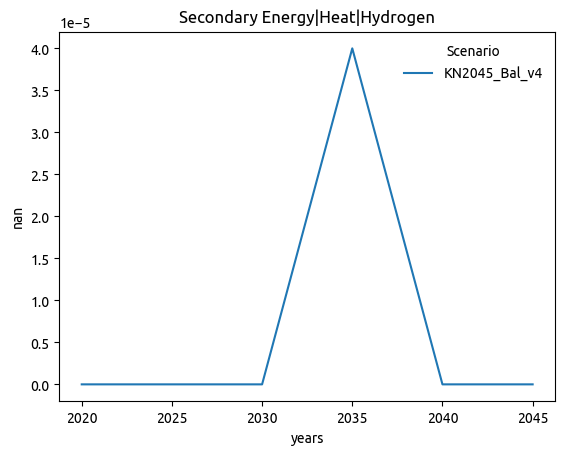 Secondary Energy|Heat|Hydrogen
1e−5
Scenario
KN2045_Bal_v4
4.0
3.5
3.0
2.5
2.0
1.5
1.0
0.5
0.0
nan
2020 2025 2030 2035 2040 2045
years